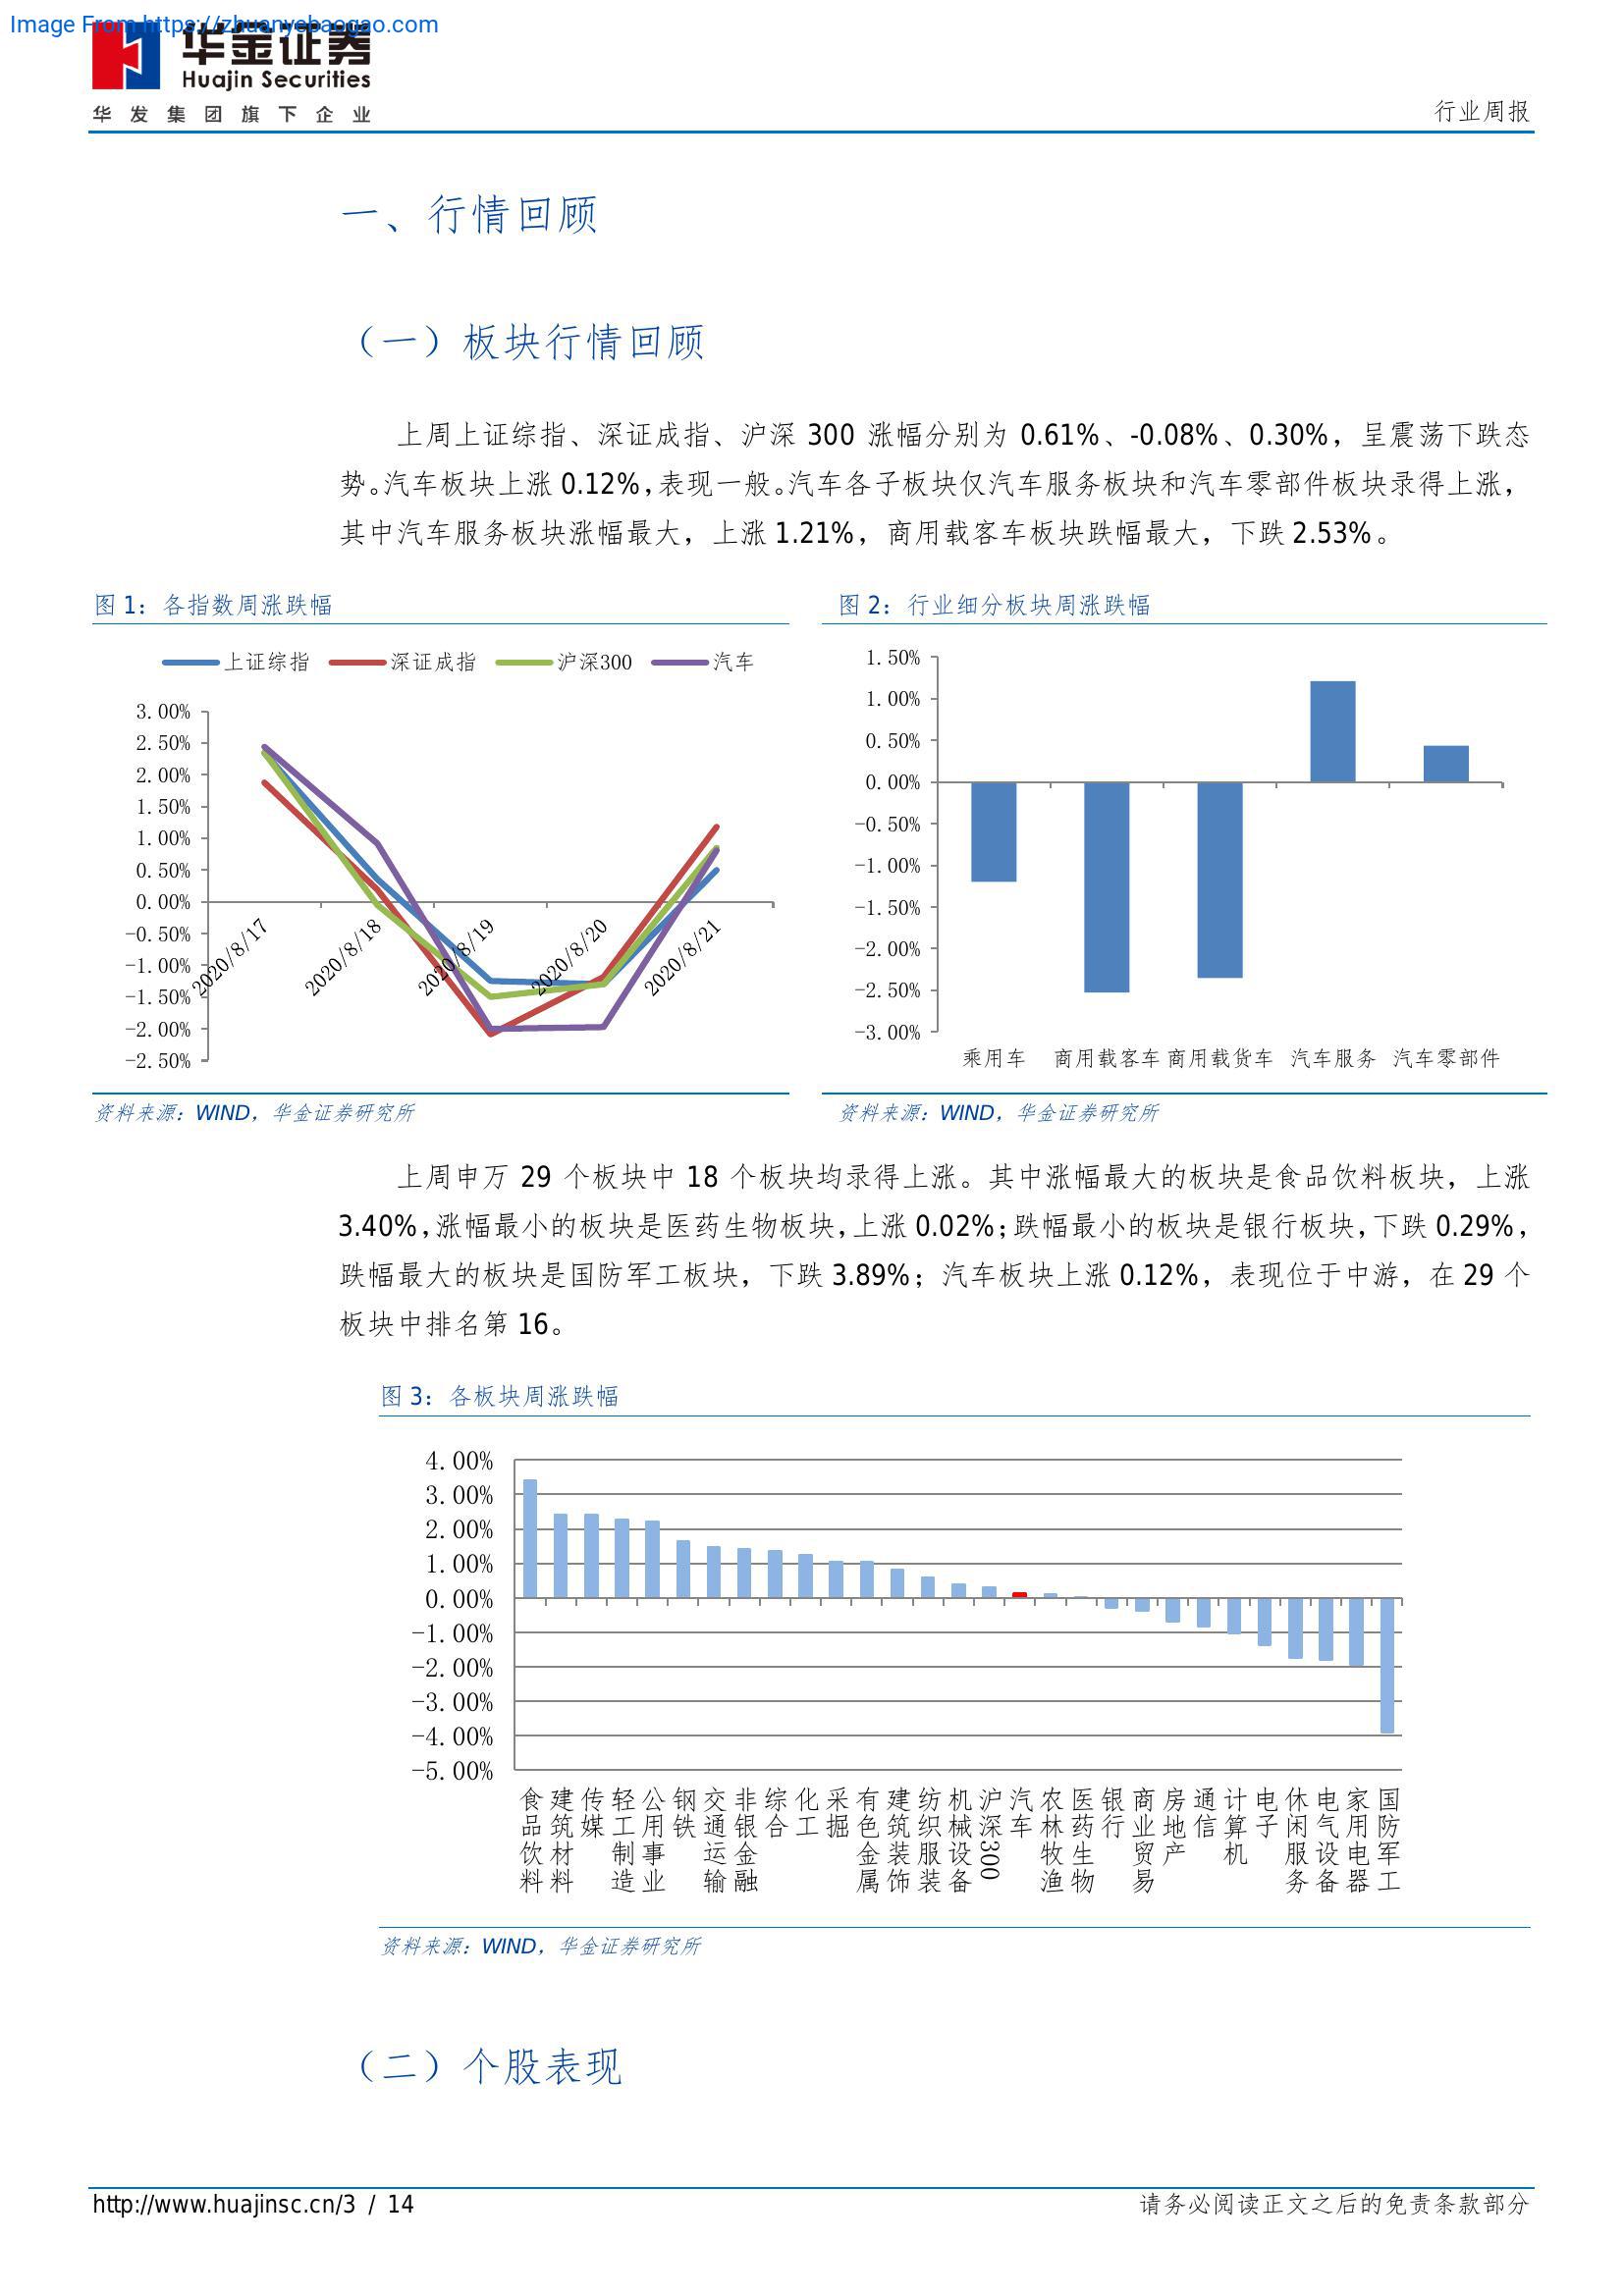 Image From https://zhuanyebaogao.com
华金证券
Huajin Securities
华发集团旗下企业
行业周报
一、行情回顾
（一）板块行情回顾
上周上证综指、深证成指、沪深 300 涨幅分别为 0.61%、-0.08%、0.30%，呈震荡下跌态
势。汽车板块上涨 0.12%，表现一般。汽车各子板块仅汽车服务板块和汽车零部件板块录得上涨，
其中汽车服务板块涨幅最大，上涨 1.21%，商用载客车板块跌幅最大，下跌 2.53%。
图 1：各指数周涨跌幅
上证综指 深证成指 沪深300 汽车
3.00%
2.50%
2.00%
1.50%
1.00%
0.50%
0.00%
-0.50%
-1.00%
-1.50%
-2.00%
-2.50%
2020/8/17
2020/8/18
2020/8/19
2020/8/20
2020/8/21
资料来源：WIND，华金证券研究所
图 2：行业细分板块周涨跌幅
1.50%
1.00%
0.50%
0.00%
-0.50%
-1.00%
-1.50%
-2.00%
-2.50%
-3.00%
乘用车 商用载客车 商用载货车 汽车服务 汽车零部件
资料来源：WIND，华金证券研究所
上周申万 29 个板块中 18 个板块均录得上涨。其中涨幅最大的板块是食品饮料板块，上涨
3.40%，涨幅最小的板块是医药生物板块，上涨 0.02%；跌幅最小的板块是银行板块，下跌 0.29%，
跌幅最大的板块是国防军工板块，下跌 3.89%；汽车板块上涨 0.12%，表现位于中游，在 29 个
板块中排名第 16。
图 3：各板块周涨跌幅
4.00%
3.00%
2.00%
1.00%
0.00%
-1.00%
-2.00%
-3.00%
-4.00%
-5.00%
食品饮料
建筑材料
传媒
轻工制造
公用事业
钢铁
交通运输
非银金融
综合
化工
采掘
有色金属
建筑装饰
纺织服装
机械设备
沪深300
汽车
农林牧渔
医药生物
银行
商业贸易
房地产
通信
计算机
电子
休闲服务
电气设备
家用电器
国防军工
资料来源：WIND，华金证券研究所
（二）个股表现
http://www.huajinsc.cn/3 / 14
请务必阅读正文之后的免责条款部分